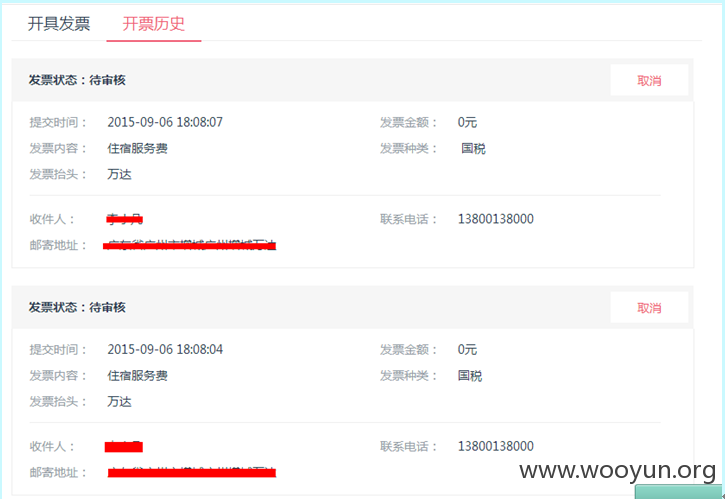 开具发票 开票历史
发票状态：待审核 取消
提交时间： 2015-09-06 18:08:07 发票金额： 0元
发票内容： 住宿服务费 发票种类： 国税
发票抬头： 万达
收件人： 联系电话： 13800138000
邮寄地址：
发票状态：待审核 取消
提交时间： 2015-09-06 18:08:04 发票金额： 0元
发票内容： 住宿服务费 发票种类： 国税
发票抬头： 万达
收件人： 联系电话： 13800138000
邮寄地址：
www.wooyun.org